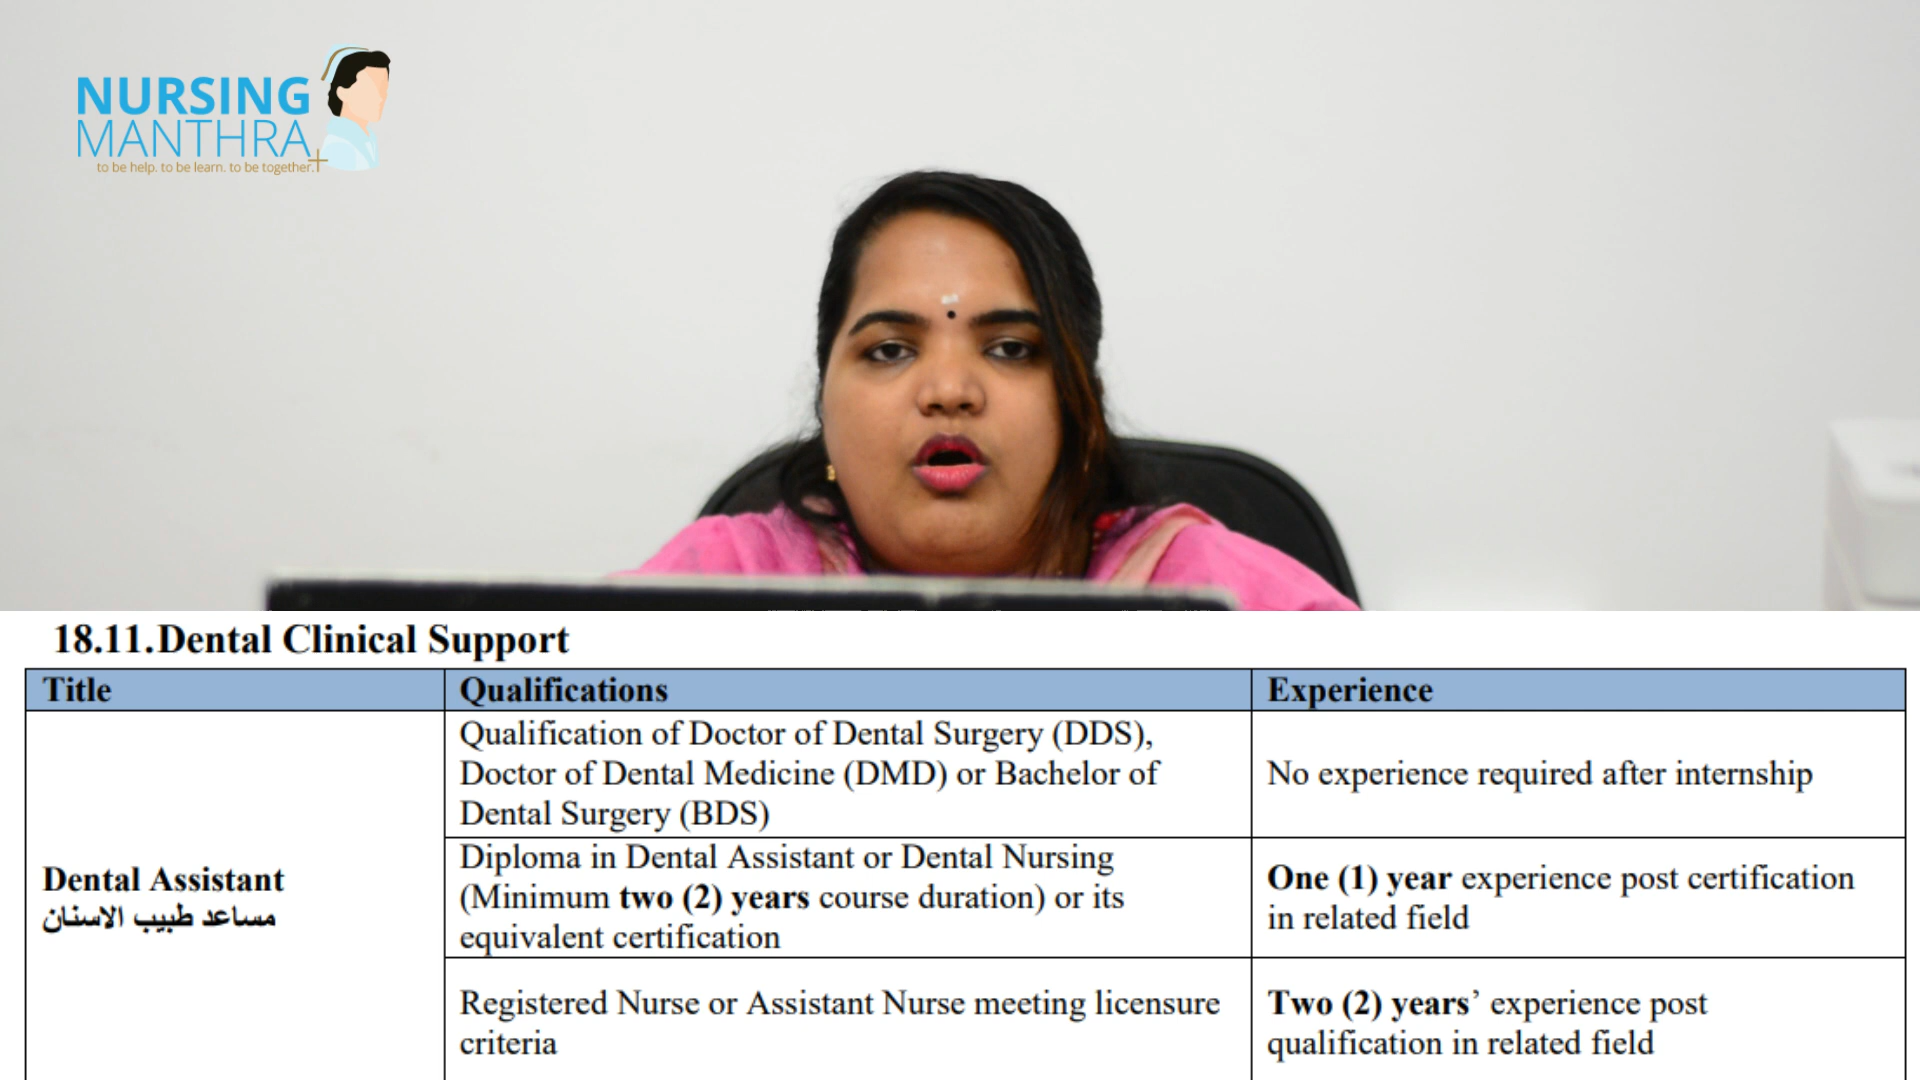 NURSING
MANTHRA
to be help. to be learn. to be together.
18.11.Dental Clinical Support
Title
Qualifications
Experience
Dental Assistant
مساعد طبيب الاسنان
Qualification of Doctor of Dental Surgery (DDS),
Doctor of Dental Medicine (DMD) or Bachelor of
Dental Surgery (BDS)
No experience required after internship
Diploma in Dental Assistant or Dental Nursing
(Minimum two (2) years course duration) or its
equivalent certification
One (1) year experience post certification
in related field
Registered Nurse or Assistant Nurse meeting licensure
criteria
Two (2) years’ experience post
qualification in related field